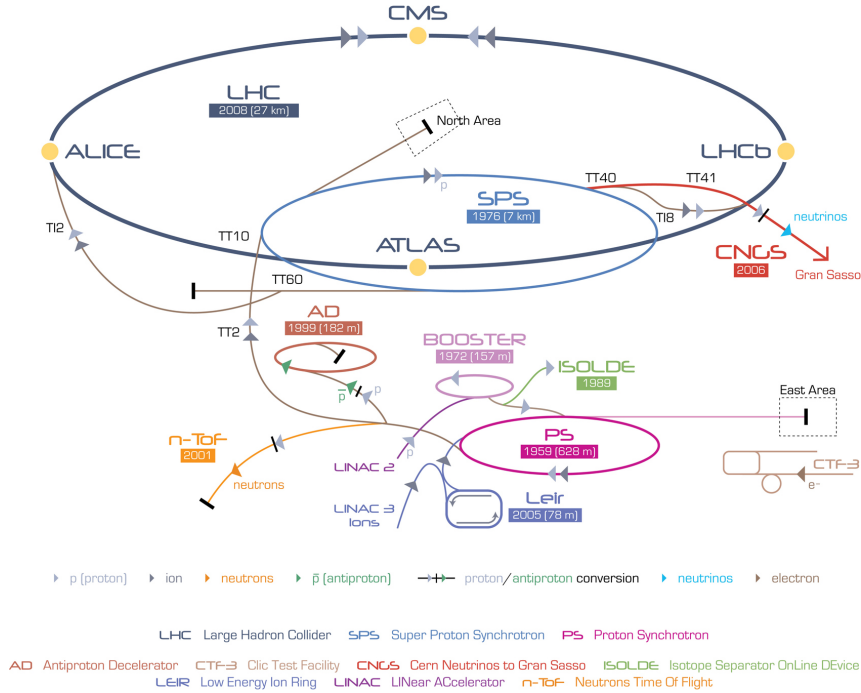 CMS
LHC
2008 (27 km)
North Area
ALICE
LHCb
TT40
TT41
p
SPS
1976 (7 km)
TI8
neutrinos
TI2
TT10
ATLAS
CNGS
2006
Gran Sasso
TT60
AD
1999 (182 m)
TT2
BOOSTER
1972 (157 m)
ISOLDE
1989
p
p̅
East Area
n-ToF
2001
LINAC 2
p
PS
1959 (628 m)
CTF-3
e-
neutrons
LINAC 3
Ions
Leir
2005 (78 m)
p (proton) ion neutrons p̅ (antiproton) proton/antiproton conversion neutrinos electron
LHC Large Hadron Collider SPS Super Proton Synchrotron PS Proton Synchrotron
AD Antiproton Decelerator CTF-3 Clic Test Facility CNGS Cern Neutrinos to Gran Sasso ISOLDE Isotope Separator OnLine DEvice
LEIR Low Energy Ion Ring LINAC LINear ACcelerator n-ToF Neutrons Time Of Flight